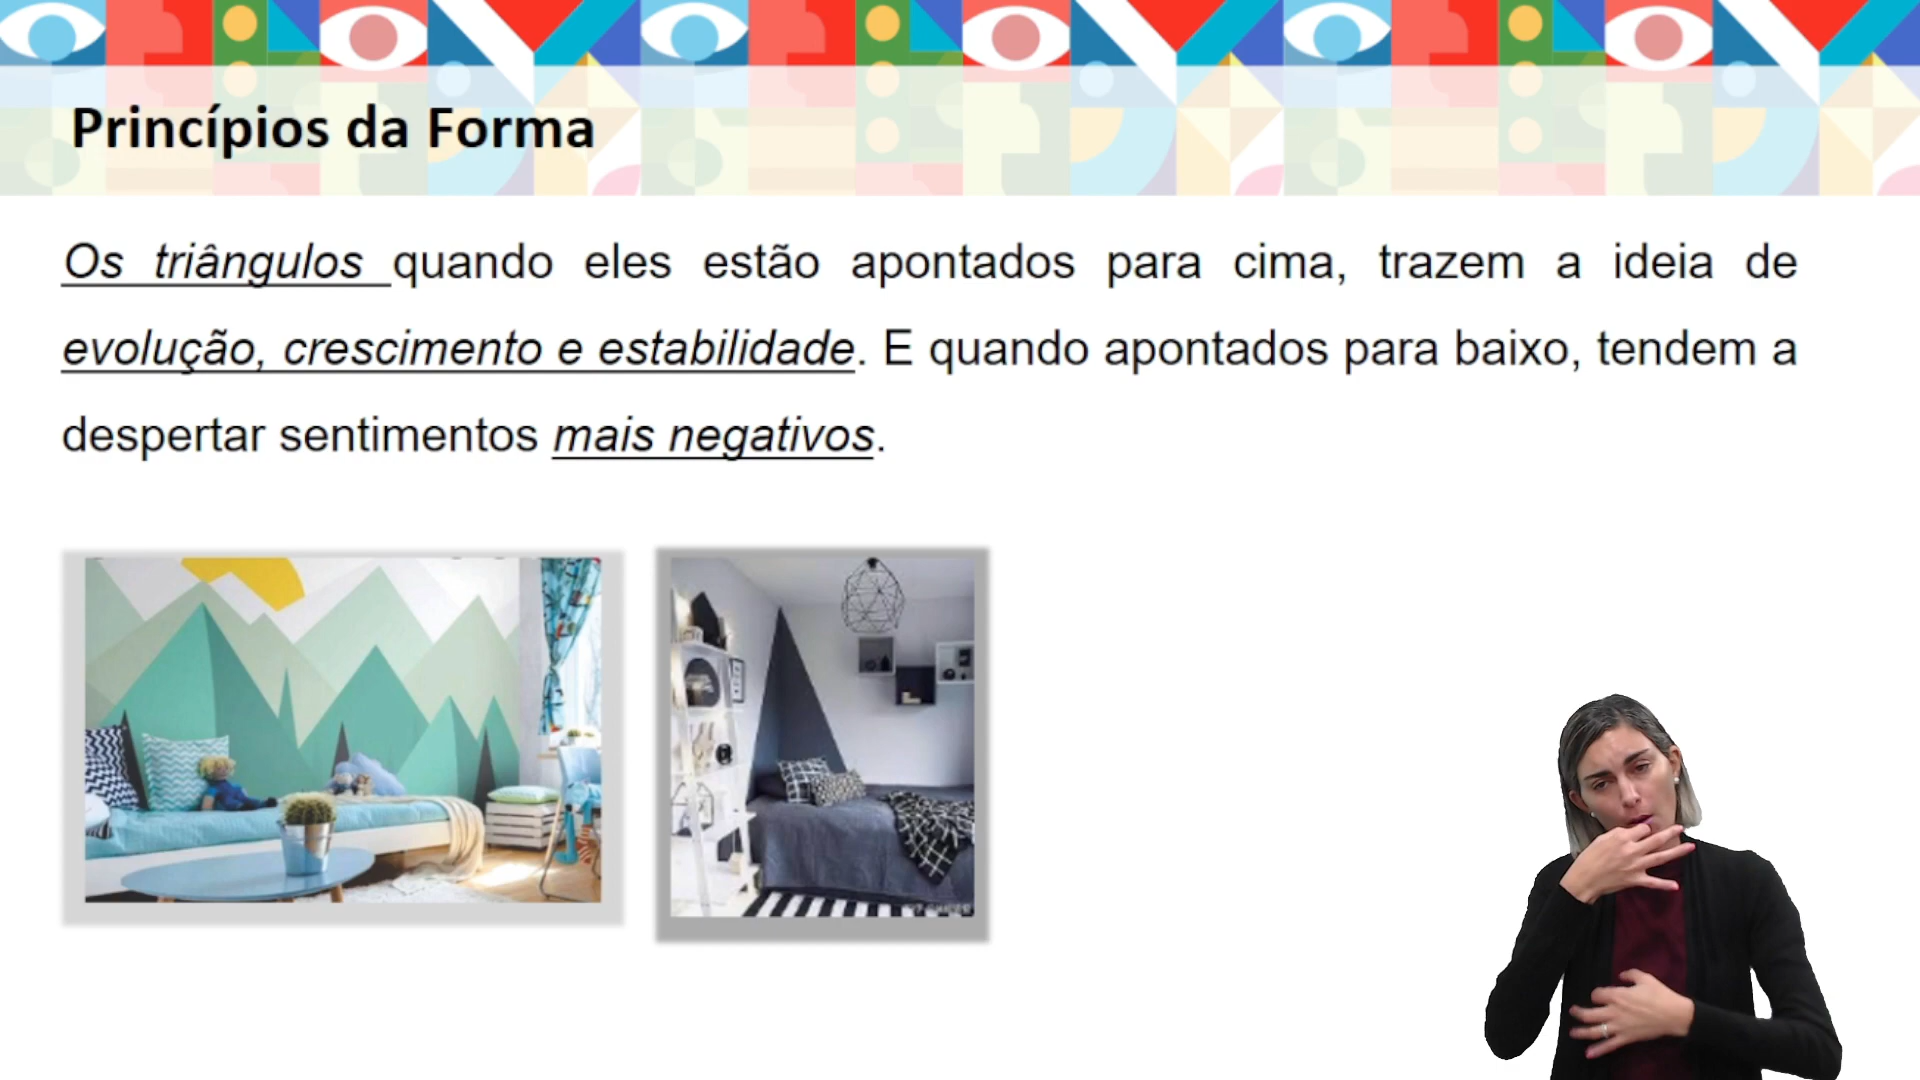 Princípios da Forma
Os triângulos quando eles estão apontados para cima, trazem a ideia de
evolução, crescimento e estabilidade. E quando apontados para baixo, tendem a
despertar sentimentos mais negativos.